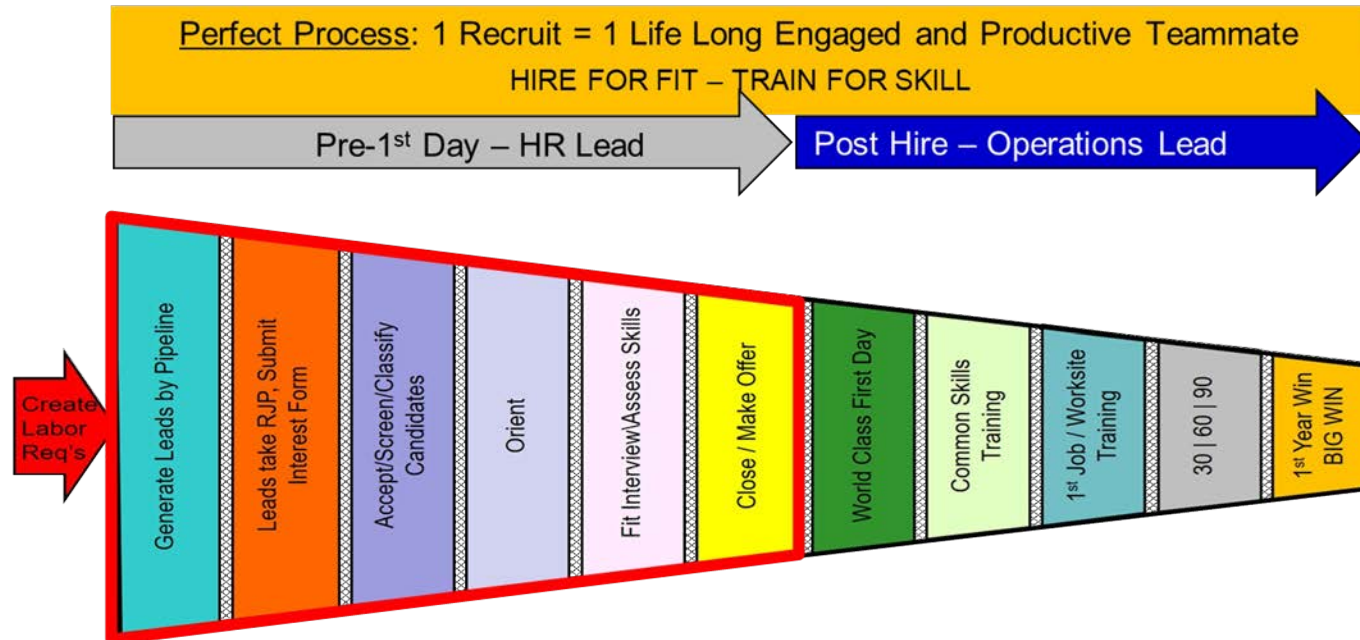 Perfect Process: 1 Recruit = 1 Life Long Engaged and Productive Teammate
HIRE FOR FIT – TRAIN FOR SKILL
Pre-1st Day – HR Lead
Post Hire – Operations Lead
Create
Labor
Req's
Generate Leads by Pipeline
Leads take RJP, Submit
Interest Form
Accept/Screen/Classify
Candidates
Orient
Fit Interview\Assess Skills
Close / Make Offer
World Class First Day
Common Skills
Training
1st Job / Worksite
Training
30 | 60 | 90
1st Year Win
BIG WIN